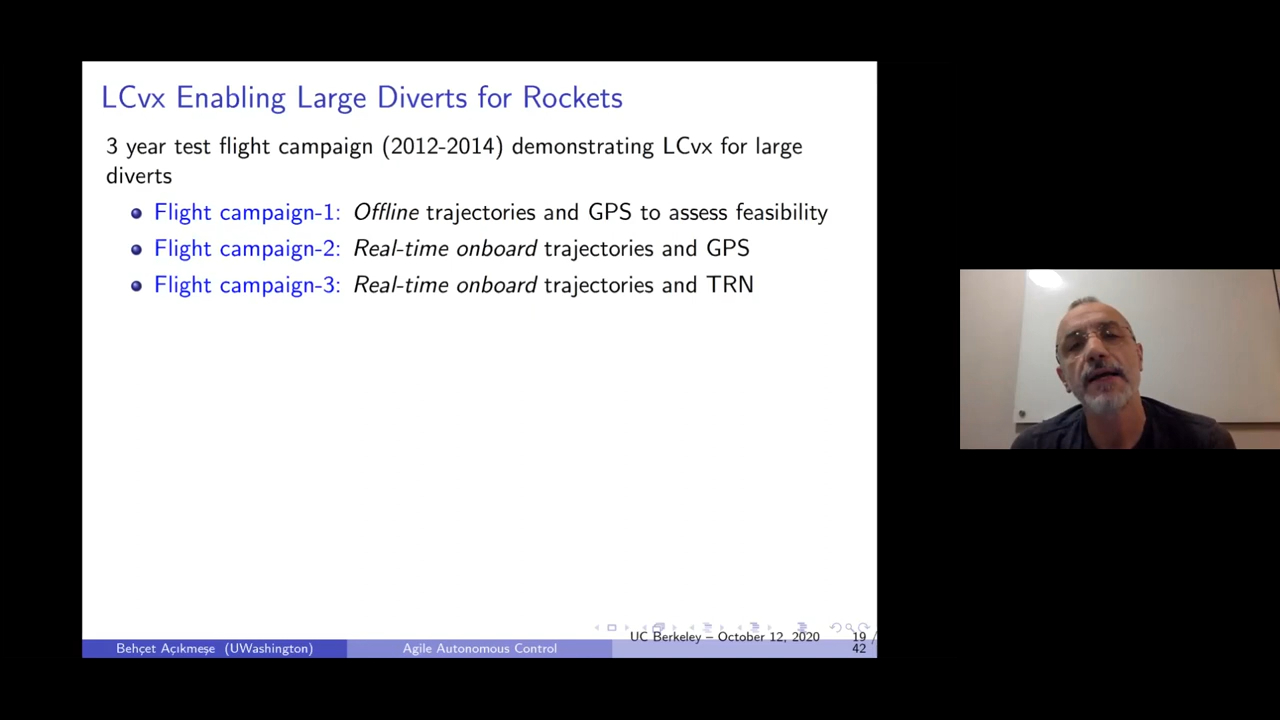 LCvx Enabling Large Diverts for Rockets
3 year test flight campaign (2012-2014) demonstrating LCvx for large
diverts
Flight campaign-1: Offline trajectories and GPS to assess feasibility
Flight campaign-2: Real-time onboard trajectories and GPS
Flight campaign-3: Real-time onboard trajectories and TRN
UC Berkeley – October 12, 2020 19 /
Behçet Açıkmeşe (UWashington) Agile Autonomous Control 42